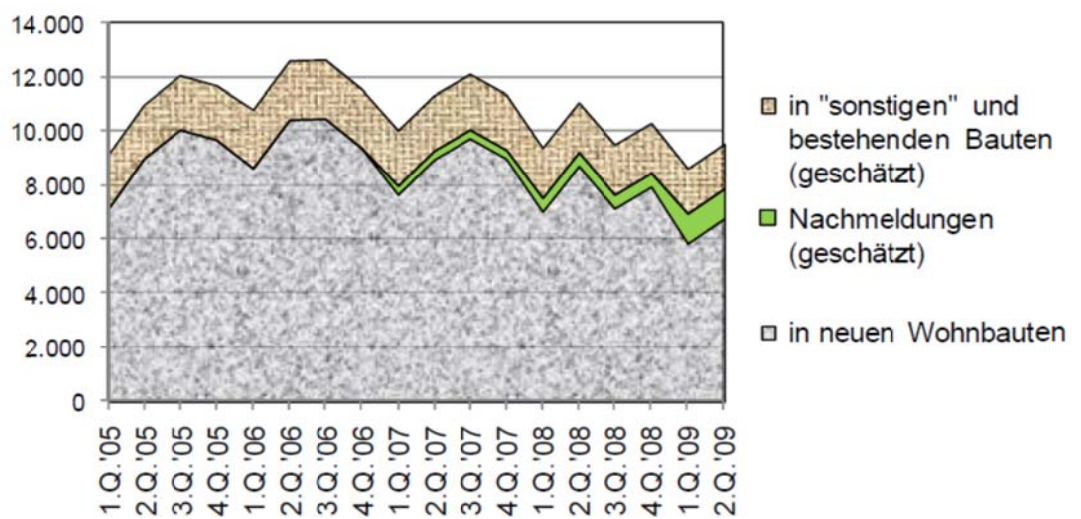 14.000
12.000
10.000
8.000
6.000
4.000
2.000
0
1.Q.'05
2.Q.'05
3.Q.'05
4.Q.'05
1.Q.'06
2.Q.'06
3.Q.'06
4.Q.'06
1.Q.'07
2.Q.'07
3.Q.'07
4.Q.'07
1.Q.'08
2.Q.'08
3.Q.'08
4.Q.'08
1.Q.'09
2.Q.'09
in "sonstigen" und
bestehenden Bauten
(geschätzt)
Nachmeldungen
(geschätzt)
in neuen Wohnbauten